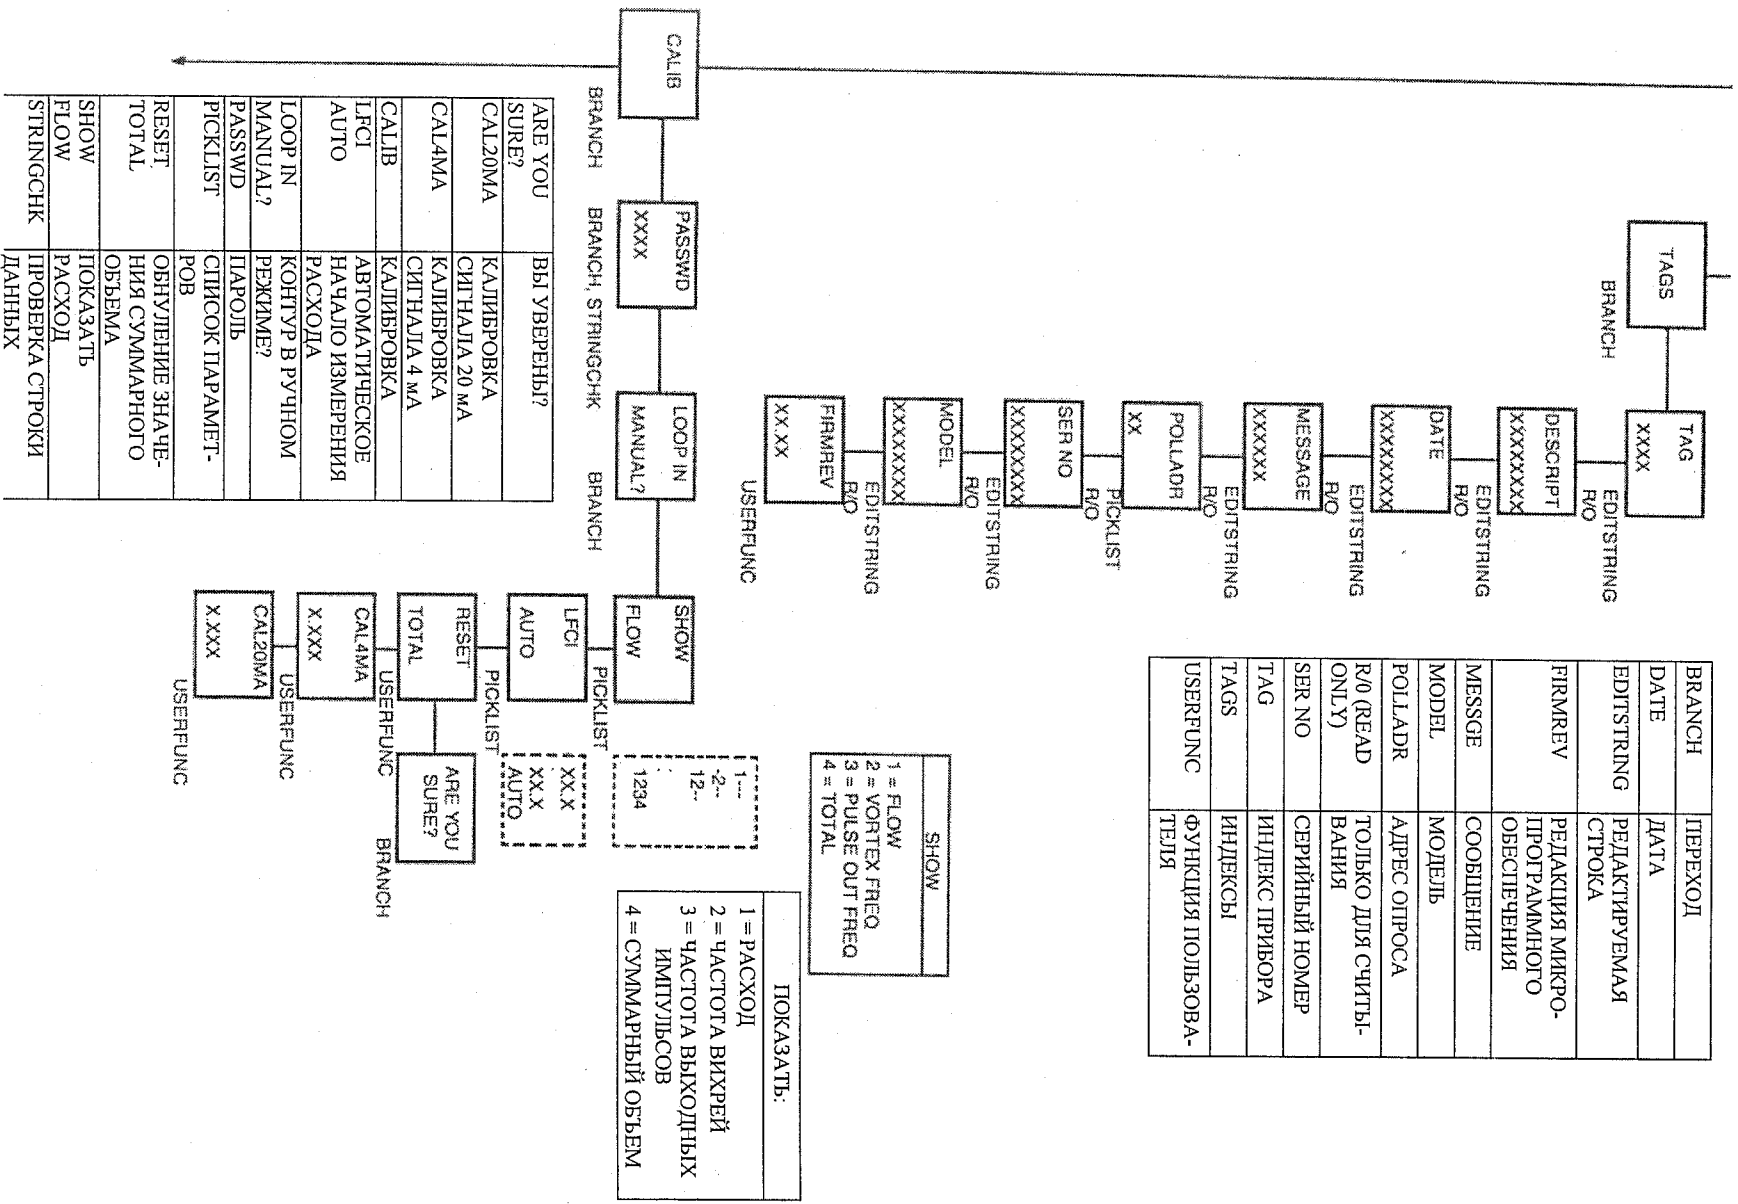 TAGS
BRANCH
TAG
XXXX
EDITSTRING
R/O
DESCRIPT
XXXXXXXX
EDITSTRING
R/O
DATE
XXXXXXXX
EDITSTRING
R/O
MESSAGE
XXXXXXX
EDITSTRING
R/O
POLLADR
XX
PICKLIST
R/O
SER NO
XXXXXXXX
EDITSTRING
R/O
MODEL
XXXXXXXX
EDITSTRING
R/O
FIRMREV
XX.XX
USERFUNC
BRANCH ПЕРЕХОД
DATE ДАТА
EDITSTRING РЕДАКТИРУЕМАЯ
СТРОКА
FIRMREV РЕДАКЦИЯ МИКРО-
ПРОГРАММНОГО
ОБЕСПЕЧЕНИЯ
MESSGE СООБЩЕНИЕ
MODEL МОДЕЛЬ
POLLADR АДРЕС ОПРОСА
R/0 (READ ТОЛЬКО ДЛЯ СЧИТЫ-
ONLY) ВАНИЯ
SER NO СЕРИЙНЫЙ НОМЕР
TAG ИНДЕКС ПРИБОРА
TAGS ИНДЕКСЫ
USERFUNC ФУНКЦИЯ ПОЛЬЗОВА-
ТЕЛЯ
CALIB
BRANCH
PASSWD
XXXX
BRANCH, STRINGCHK
LOOP IN
MANUAL?
BRANCH
SHOW
FLOW
PICKLIST
1---
-2--
12--
:
1234
LFCI
AUTO
PICKLIST
XX.X
XX.X
AUTO
RESET
TOTAL
USERFUNC
ARE YOU
SURE?
BRANCH
CAL4MA
X.XXX
USERFUNC
CAL20MA
X.XXX
USERFUNC
SHOW
1 = FLOW
2 = VORTEX FREQ
3 = PULSE OUT FREQ
4 = TOTAL
ПОКАЗАТЬ:
1 = РАСХОД
2 = ЧАСТОТА ВИХРЕЙ
3 = ЧАСТОТА ВЫХОДНЫХ
ИМПУЛЬСОВ
4 = СУММАРНЫЙ ОБЪЕМ
ARE YOU ВЫ УВЕРЕНЫ?
SURE?
CAL20MA КАЛИБРОВКА
СИГНАЛА 20 мА
CAL4MA КАЛИБРОВКА
СИГНАЛА 4 мА
CALIB КАЛИБРОВКА
LFCI АВТОМАТИЧЕСКОЕ
AUTO НАЧАЛО ИЗМЕРЕНИЯ
РАСХОДА
LOOP IN КОНТУР В РУЧНОМ
MANUAL? РЕЖИМЕ?
PASSWD ПАРОЛЬ
PICKLIST СПИСОК ПАРАМЕТ-
РОВ
RESET ОБНУЛЕНИЕ ЗНАЧЕ-
TOTAL НИЯ СУММАРНОГО
ОБЪЕМА
SHOW ПОКАЗАТЬ
FLOW РАСХОД
STRINGCHK ПРОВЕРКА СТРОКИ
ДАННЫХ